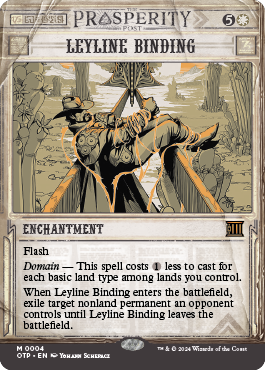 THE
PROSPERITY
POST
5
LEYLINE BINDING
ENCHANTMENT
Flash
Domain — This spell costs 1 less to cast for
each basic land type among lands you control.
When Leyline Binding enters the battlefield,
exile target nonland permanent an opponent
controls until Leyline Binding leaves the
battlefield.
M 0004
OTP • EN YOHANN SCHEPACZ
™ & © 2024 Wizards of the Coast